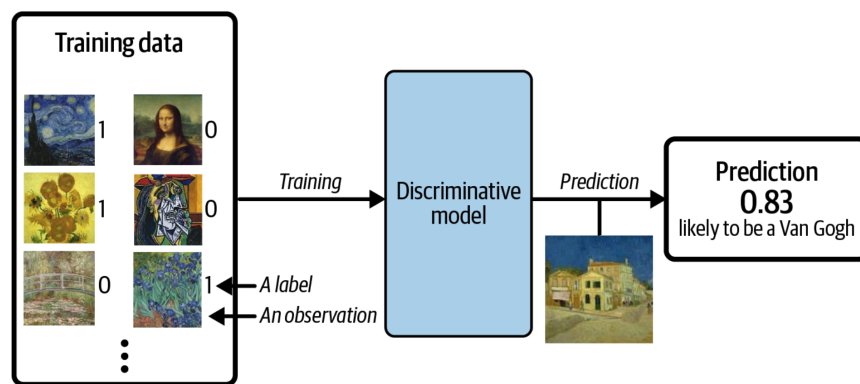 Training data
1
0
1
0
0
1
A label
An observation
Training
Discriminative
model
Prediction
Prediction
0.83
likely to be a Van Gogh